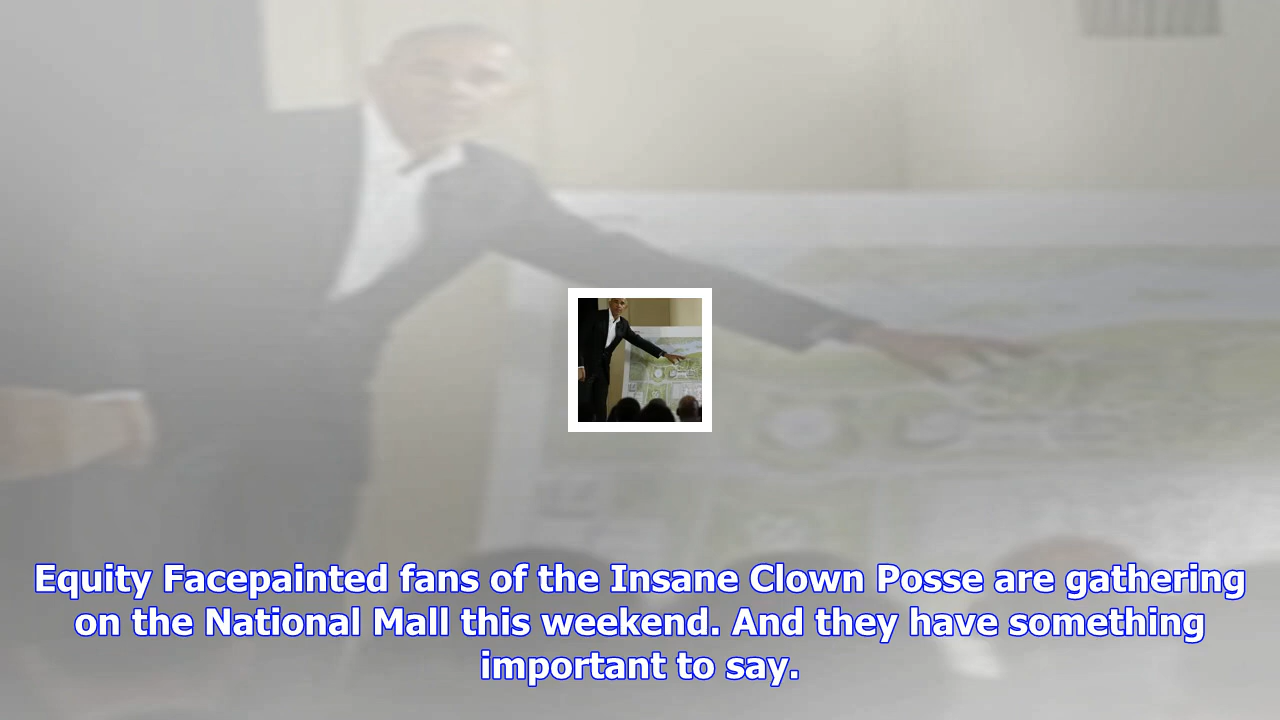 Equity Facepainted fans of the Insane Clown Posse are gathering
on the National Mall this weekend. And they have something
important to say.